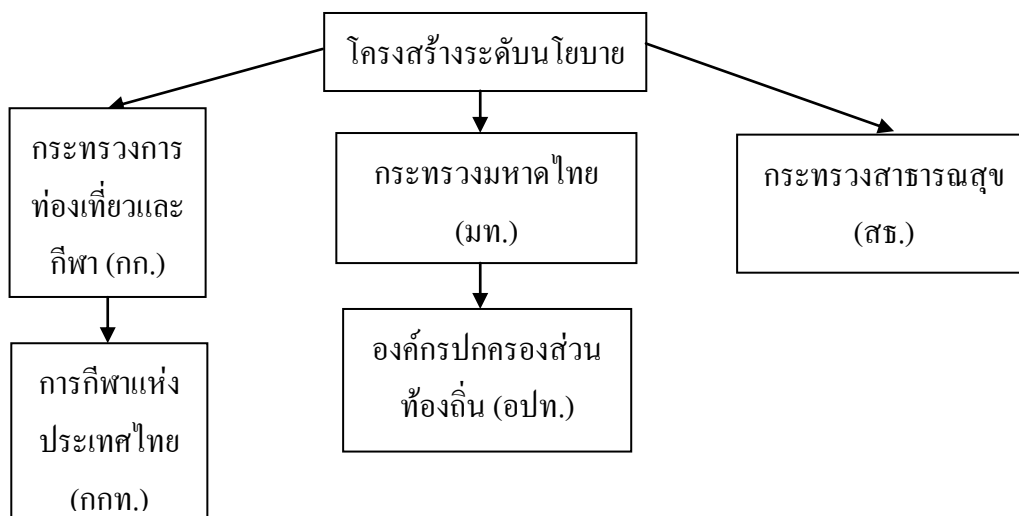 โครงสร้างระดับนโยบาย
กระทรวงการ
ท่องเที่ยวและ
กีฬา (กก.)
กระทรวงมหาดไทย
(มท.)
กระทรวงสาธารณสุข
(สธ.)
การกีฬาแห่ง
ประเทศไทย
(กกท.)
องค์กรปกครองส่วน
ท้องถิ่น (อปท.)